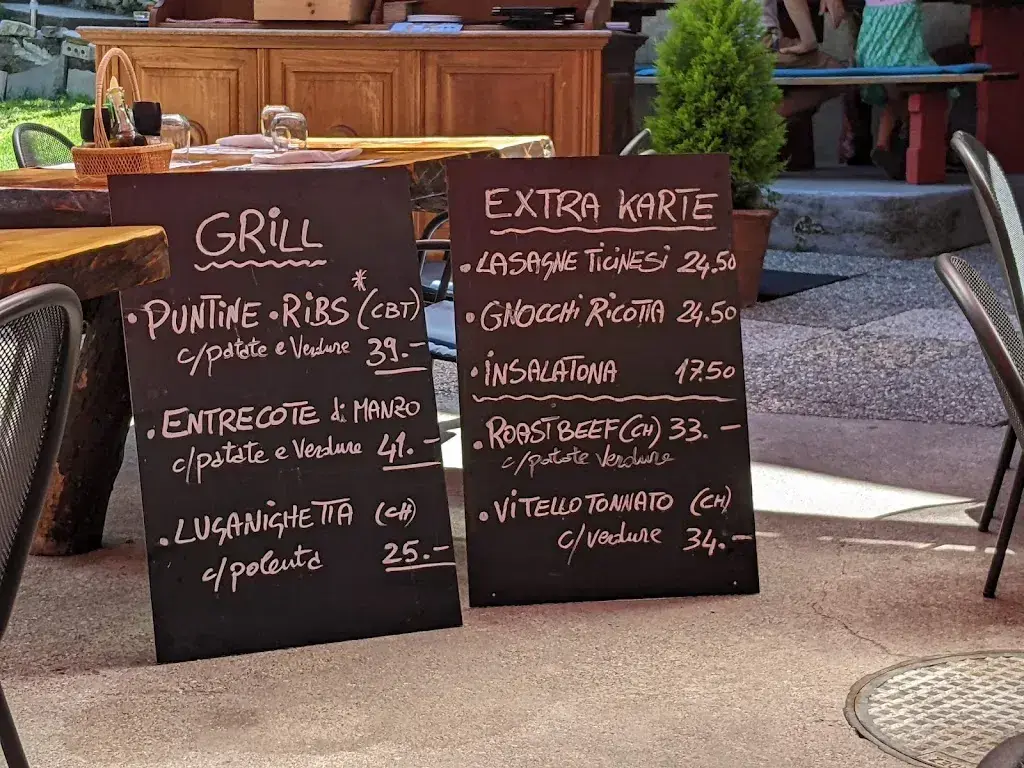 GRiLL
• PUNTINE • RiBS * (CBT)
c/patate e Verdure 39.–
• ENTRECOTE di MANZO
c/patate e Verdure 41.–
• LUGANIGHETTA (CH)
c/polenta 25.–
EXTRA KARTE
• LASAGNE TiCiNESi 24.50
• GNOCCHi RiCOTTA 24.50
• iNSALATONA 17.50
• ROASTBEEF (CH) 33.–
c/patate Verdure
• ViTELLO TONNATO (CH)
c/verdure 34.–